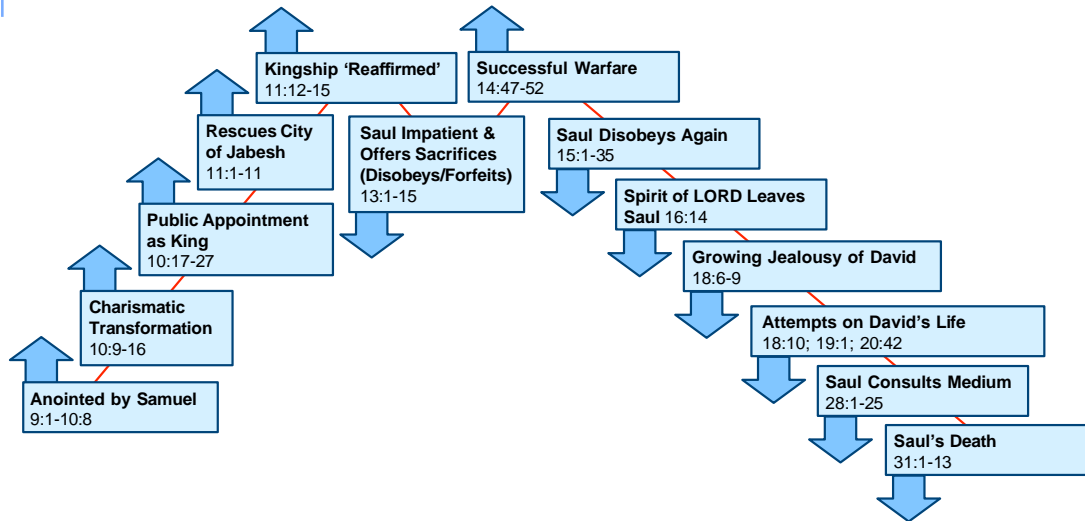 Anointed by Samuel
9:1-10:8
Charismatic
Transformation
10:9-16
Public Appointment
as King
10:17-27
Rescues City
of Jabesh
11:1-11
Kingship ‘Reaffirmed’
11:12-15
Saul Impatient &
Offers Sacrifices
(Disobeys/Forfeits)
13:1-15
Successful Warfare
14:47-52
Saul Disobeys Again
15:1-35
Spirit of LORD Leaves
Saul 16:14
Growing Jealousy of David
18:6-9
Attempts on David’s Life
18:10; 19:1; 20:42
Saul Consults Medium
28:1-25
Saul’s Death
31:1-13